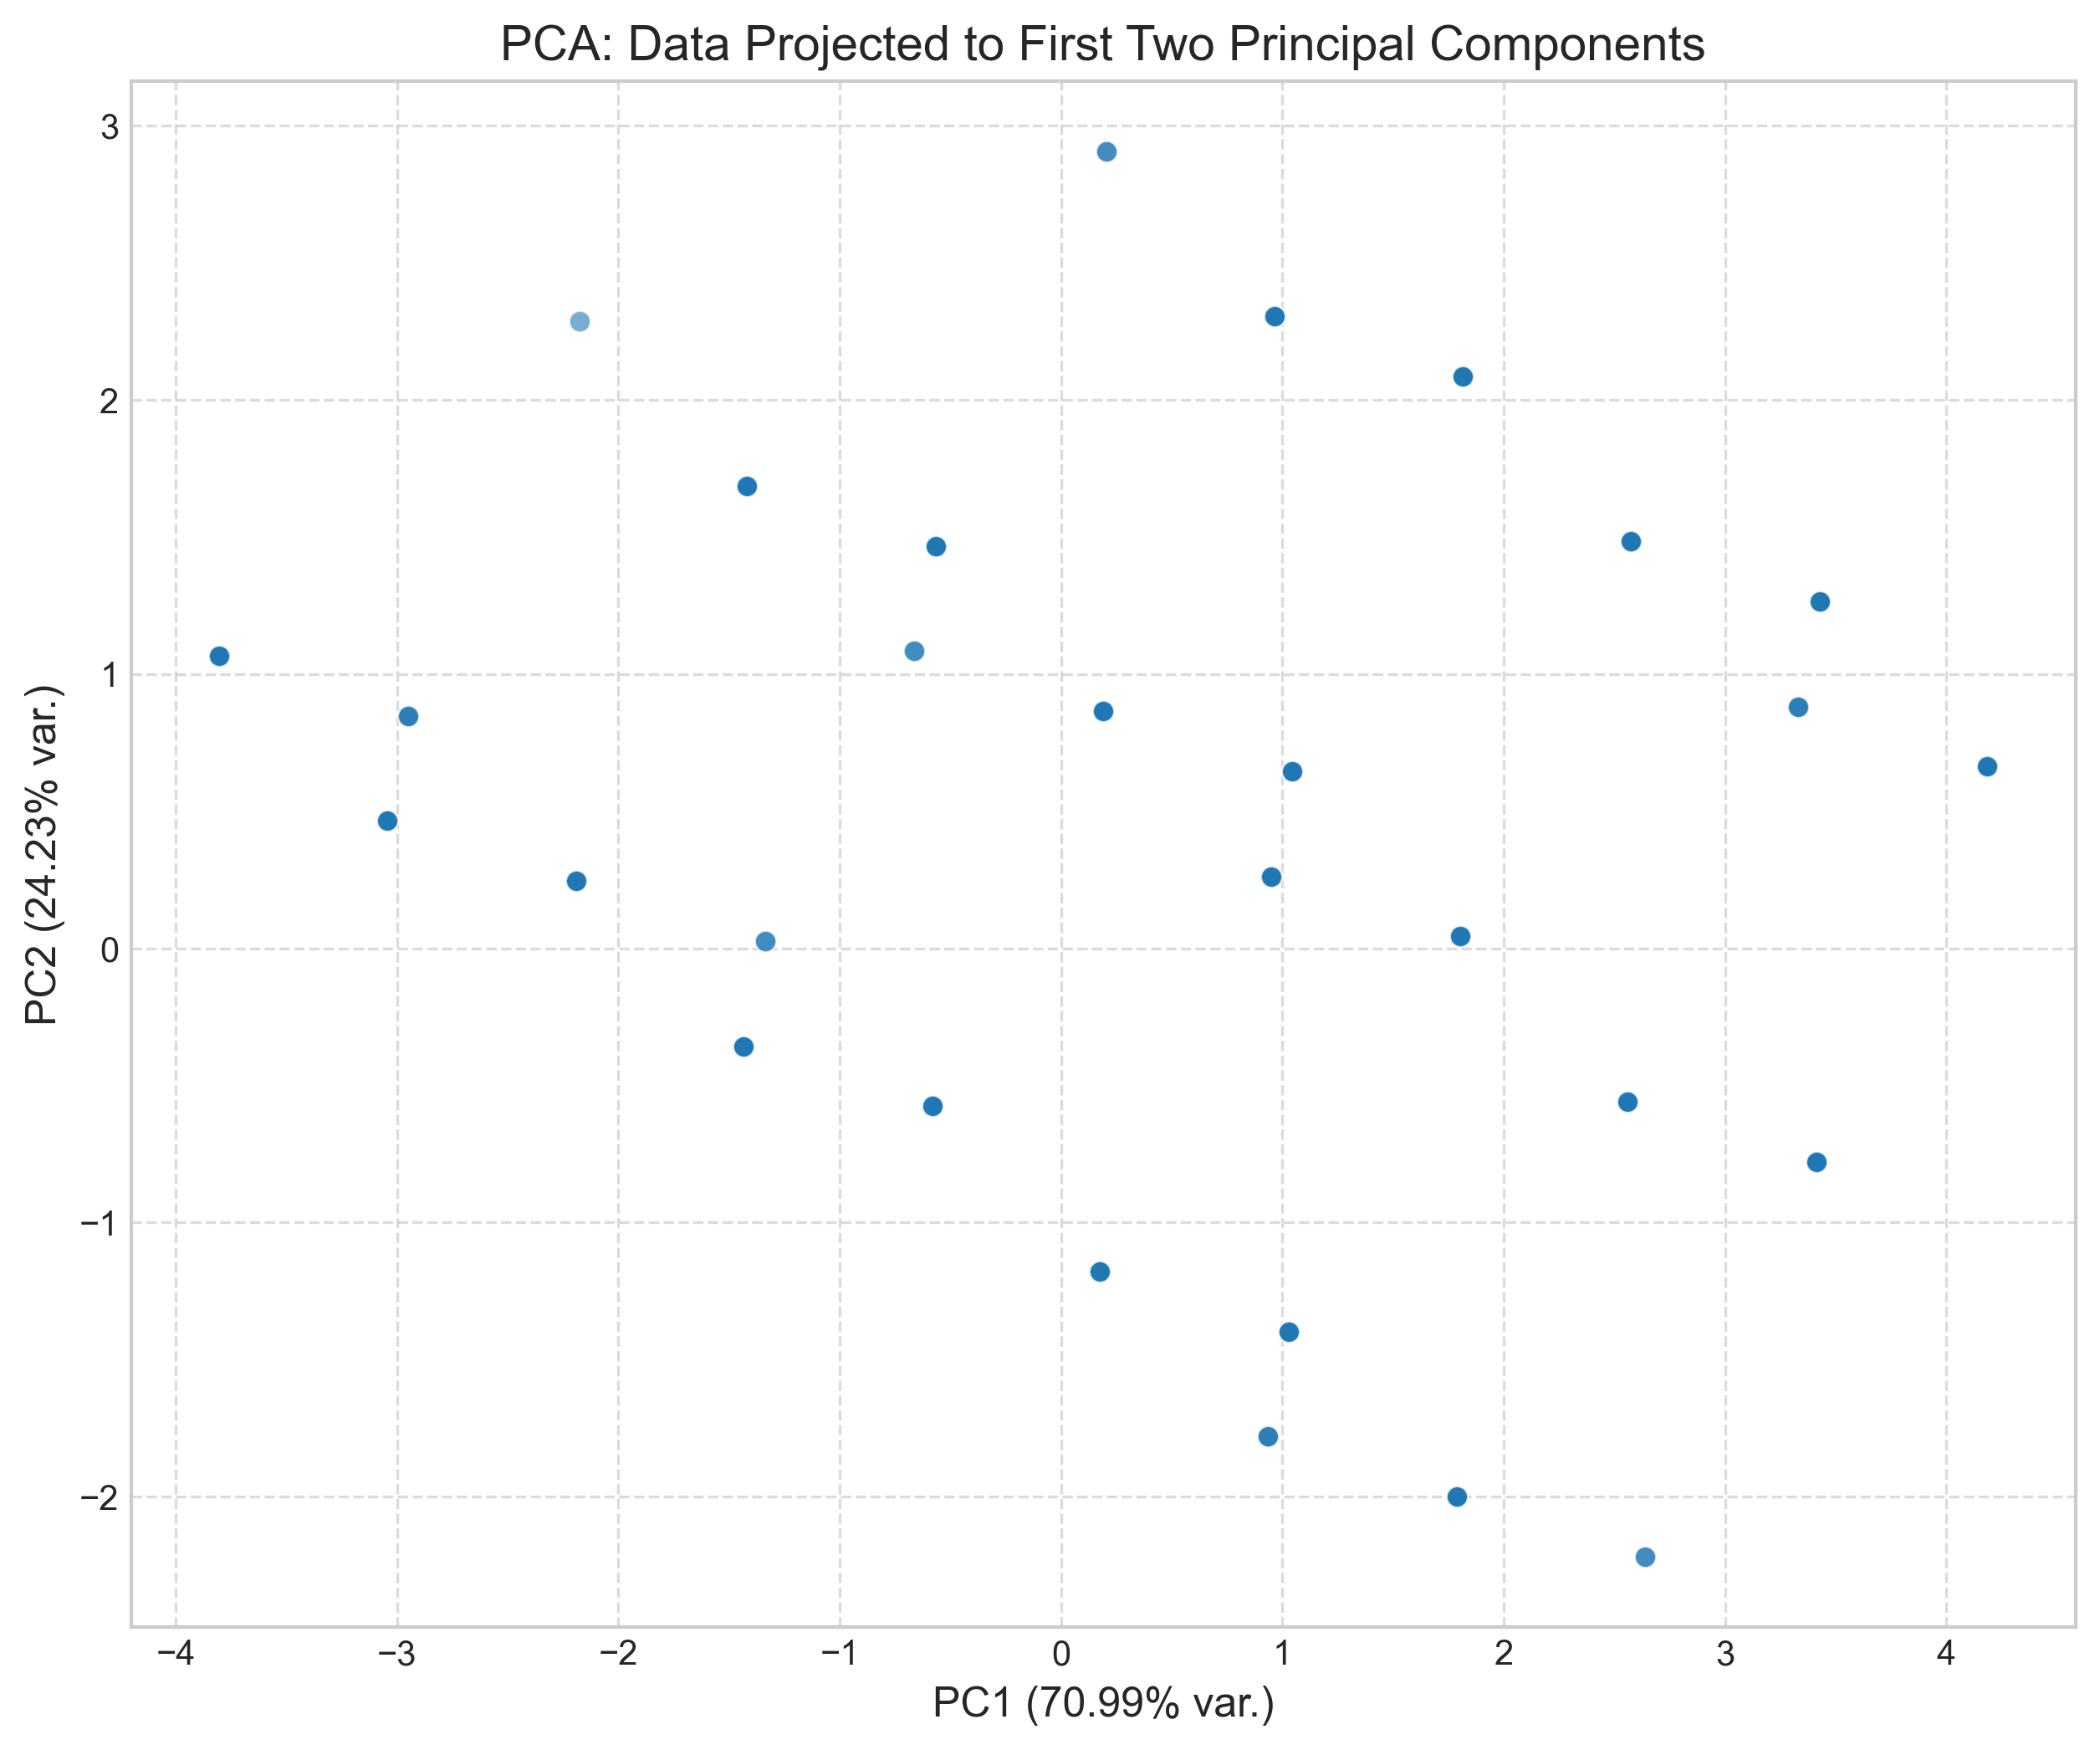 PCA: Data Projected to First Two Principal Components
3
2
1
0
−1
−2
PC2 (24.23% var.)
−4 −3 −2 −1 0 1 2 3 4
PC1 (70.99% var.)